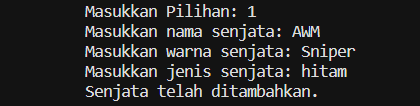 Masukkan Pilihan: 1
Masukkan nama senjata: AWM
Masukkan warna senjata: Sniper
Masukkan jenis senjata: hitam
Senjata telah ditambahkan.